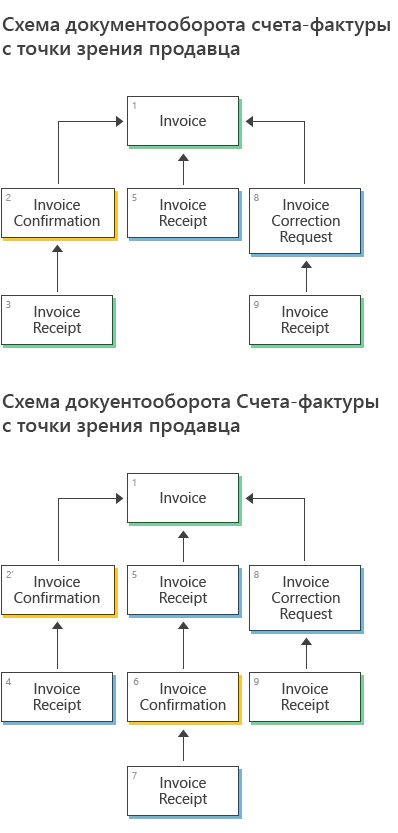 Схема документооборота счета-фактуры
с точки зрения продавца
1
Invoice
2
Invoice
Confirmation
5
Invoice
Receipt
8
Invoice
Correction
Request
3
Invoice
Receipt
9
Invoice
Receipt
Схема докуентооборота Счета-фактуры
с точки зрения продавца
1
Invoice
2'
Invoice
Confirmation
5
Invoice
Receipt
8
Invoice
Correction
Request
4
Invoice
Receipt
6
Invoice
Confirmation
9
Invoice
Receipt
7
Invoice
Receipt